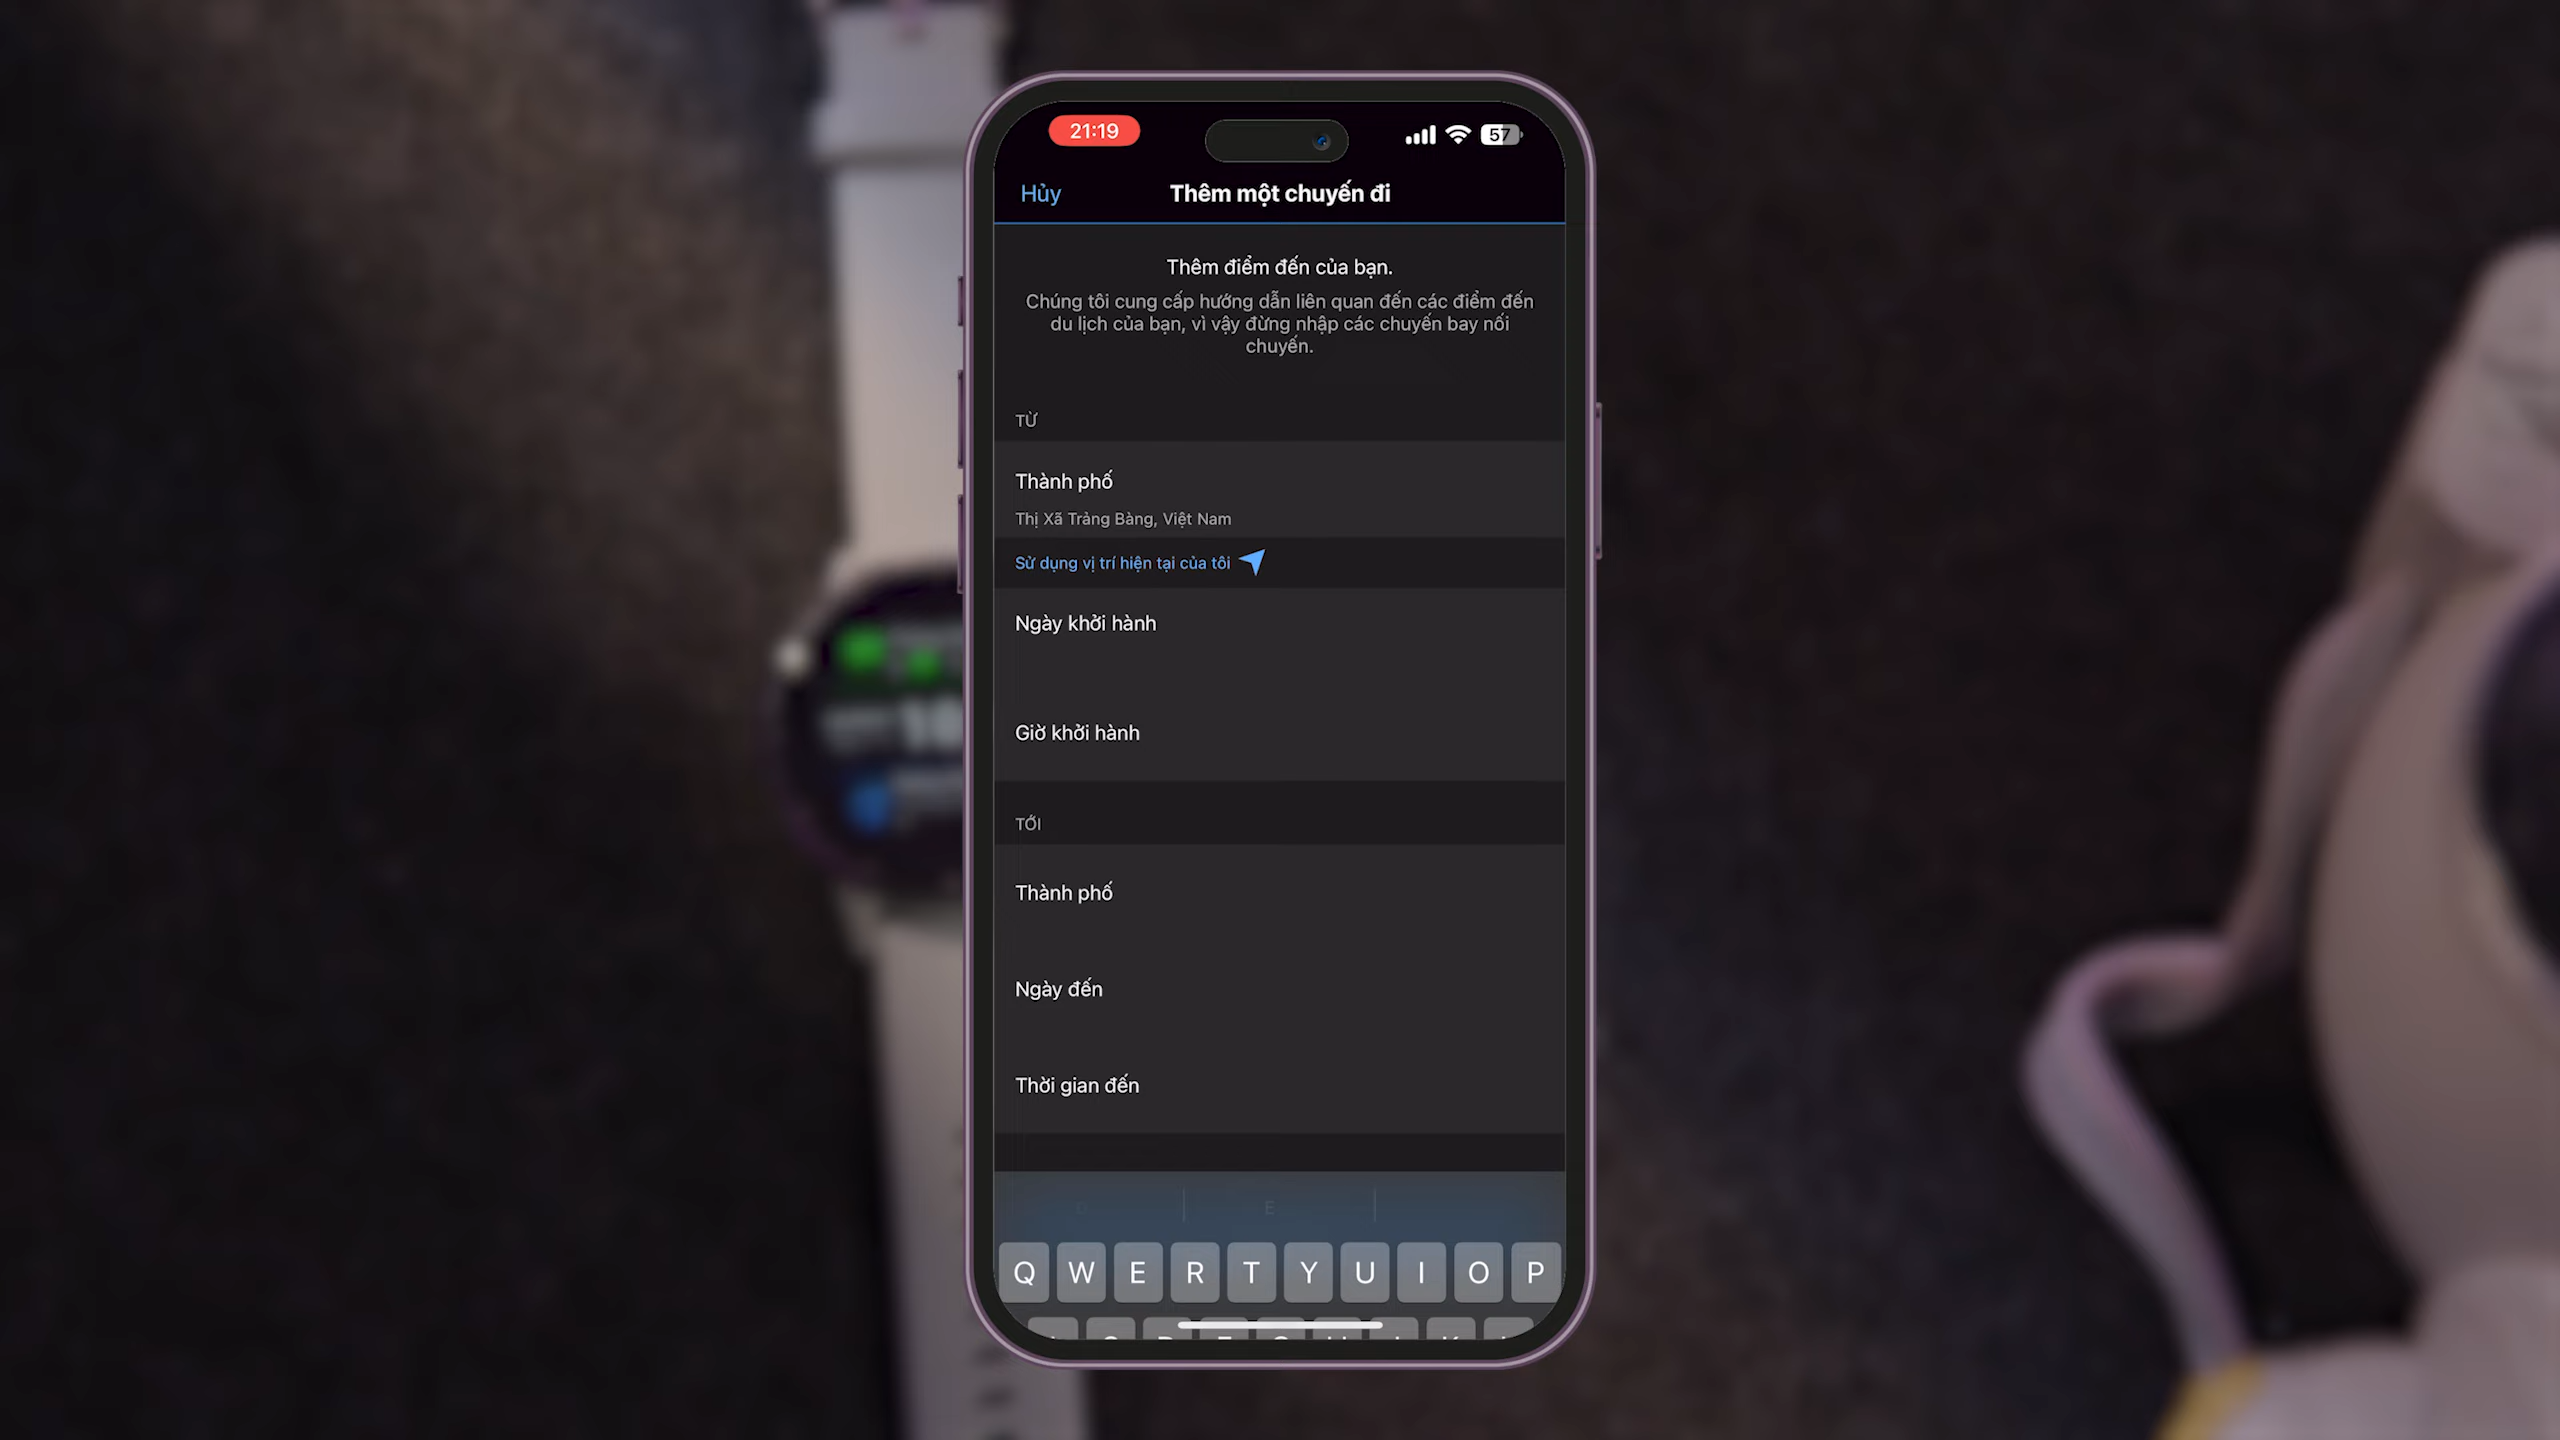 21:19
57
Hủy
Thêm một chuyến đi
Thêm điểm đến của bạn.
Chúng tôi cung cấp hướng dẫn liên quan đến các điểm đến
du lịch của bạn, vì vậy đừng nhập các chuyến bay nối
chuyến.
TỪ
Thành phố
Thị Xã Trảng Bàng, Việt Nam
Sử dụng vị trí hiện tại của tôi
Ngày khởi hành
Giờ khởi hành
TỚI
Thành phố
Ngày đến
Thời gian đến
E
Q W E R T Y U I O P